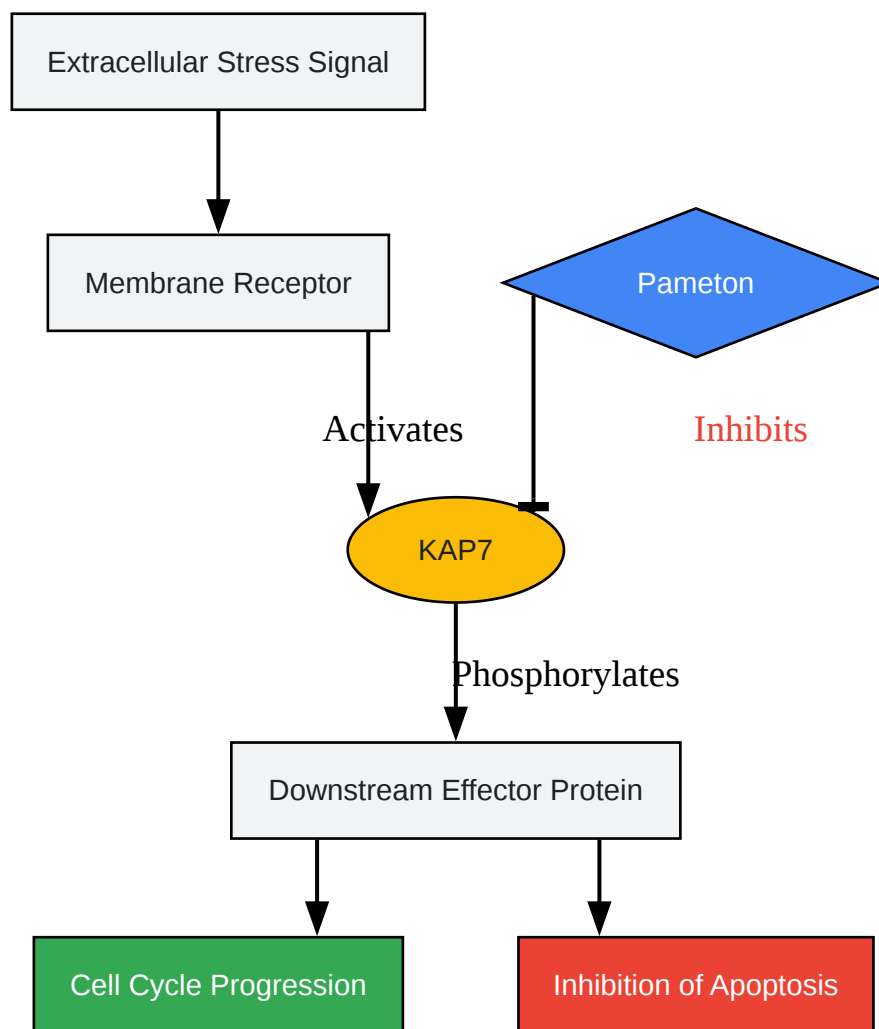 Extracellular Stress Signal
Membrane Receptor
Pameton
Activates
Inhibits
KAP7
Phosphorylates
Downstream Effector Protein
Cell Cycle Progression
Inhibition of Apoptosis